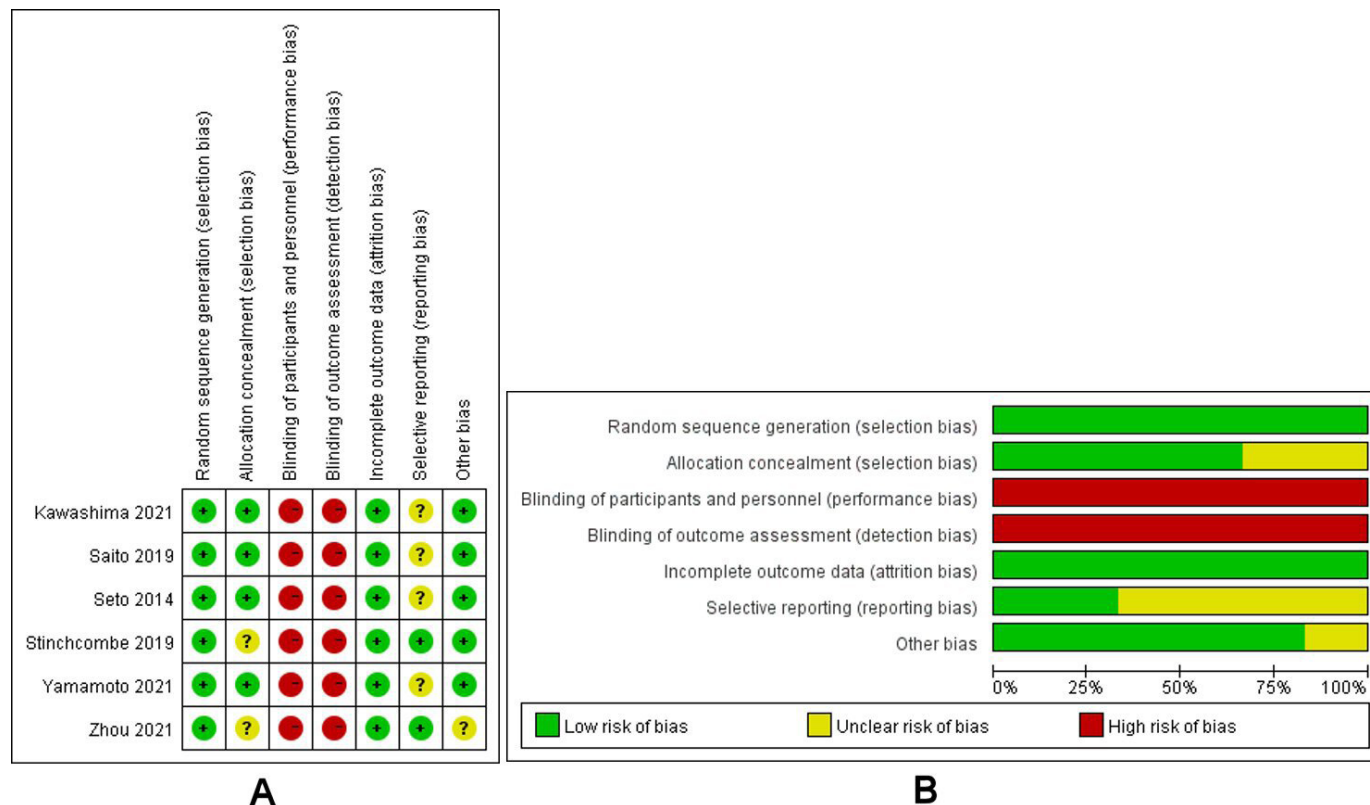 Random sequence generation (selection bias)
Allocation concealment (selection bias)
Blinding of participants and personnel (performance bias)
Blinding of outcome assessment (detection bias)
Incomplete outcome data (attrition bias)
Selective reporting (reporting bias)
Other bias
Kawashima 2021 + + - - + ? +
Saito 2019 + + - - + ? +
Seto 2014 + + - - + ? +
Stinchcombe 2019 + ? - - + + +
Yamamoto 2021 + + - - + ? +
Zhou 2021 + ? - - + + ?
A
Random sequence generation (selection bias)
Allocation concealment (selection bias)
Blinding of participants and personnel (performance bias)
Blinding of outcome assessment (detection bias)
Incomplete outcome data (attrition bias)
Selective reporting (reporting bias)
Other bias
0% 25% 50% 75% 100%
Low risk of bias Unclear risk of bias High risk of bias
B